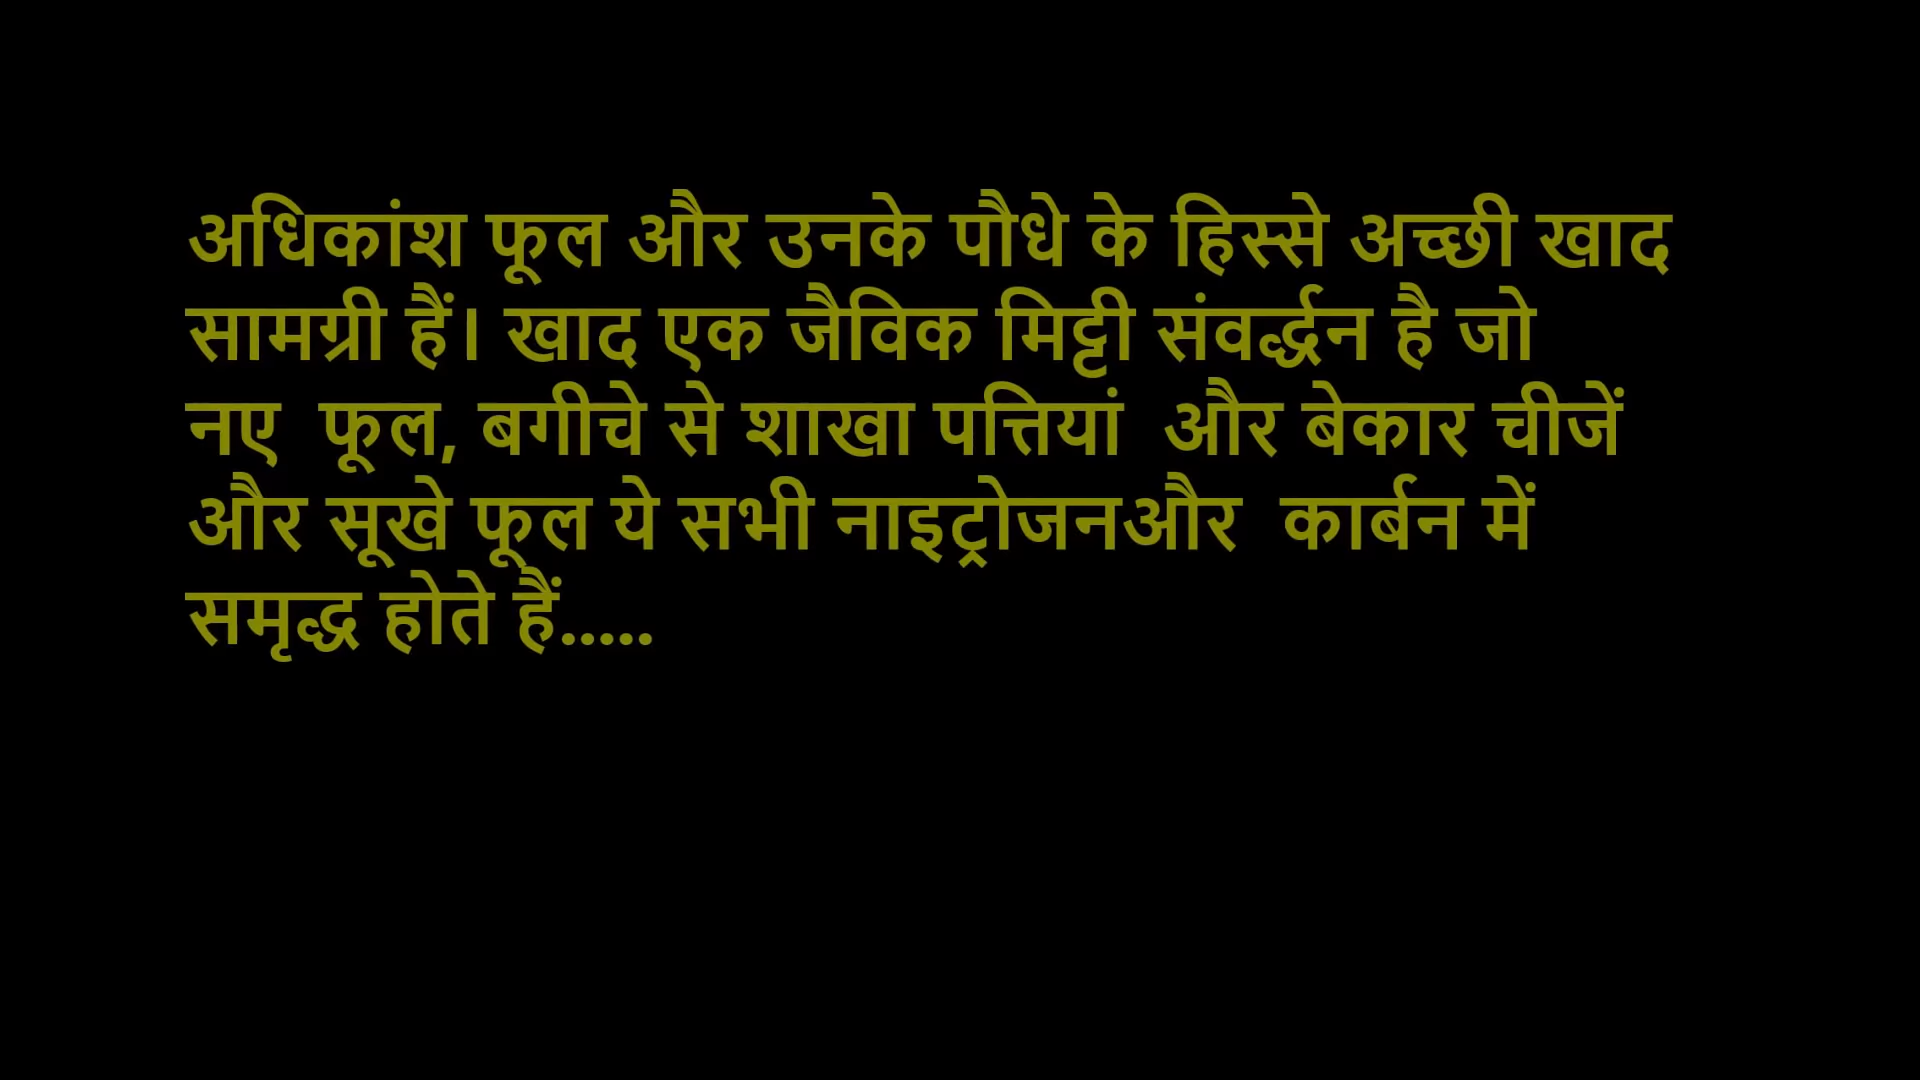 अधिकांश फूल और उनके पौधे के हिस्से अच्छी खाद
सामग्री हैं। खाद एक जैविक मिट्टी संवर्द्धन है जो
नए  फूल, बगीचे से शाखा पत्तियां  और बेकार चीजें
और सूखे फूल ये सभी नाइट्रोजनऔर  कार्बन में
समृद्ध होते हैं.....